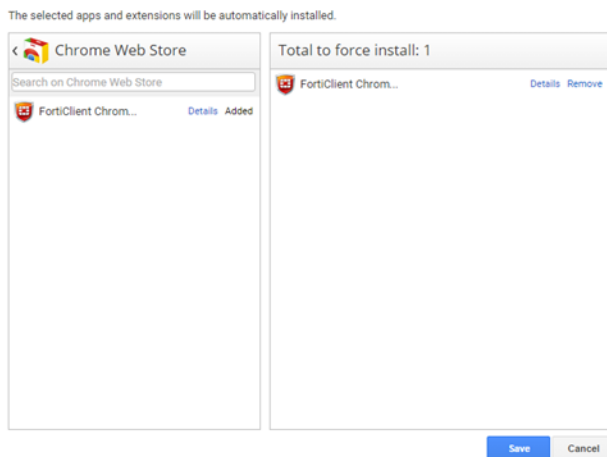 The selected apps and extensions will be automatically installed.
Chrome Web Store
Search on Chrome Web Store
FortiClient Chrom... Details Added
Total to force install: 1
FortiClient Chrom... Details Remove
Save Cancel